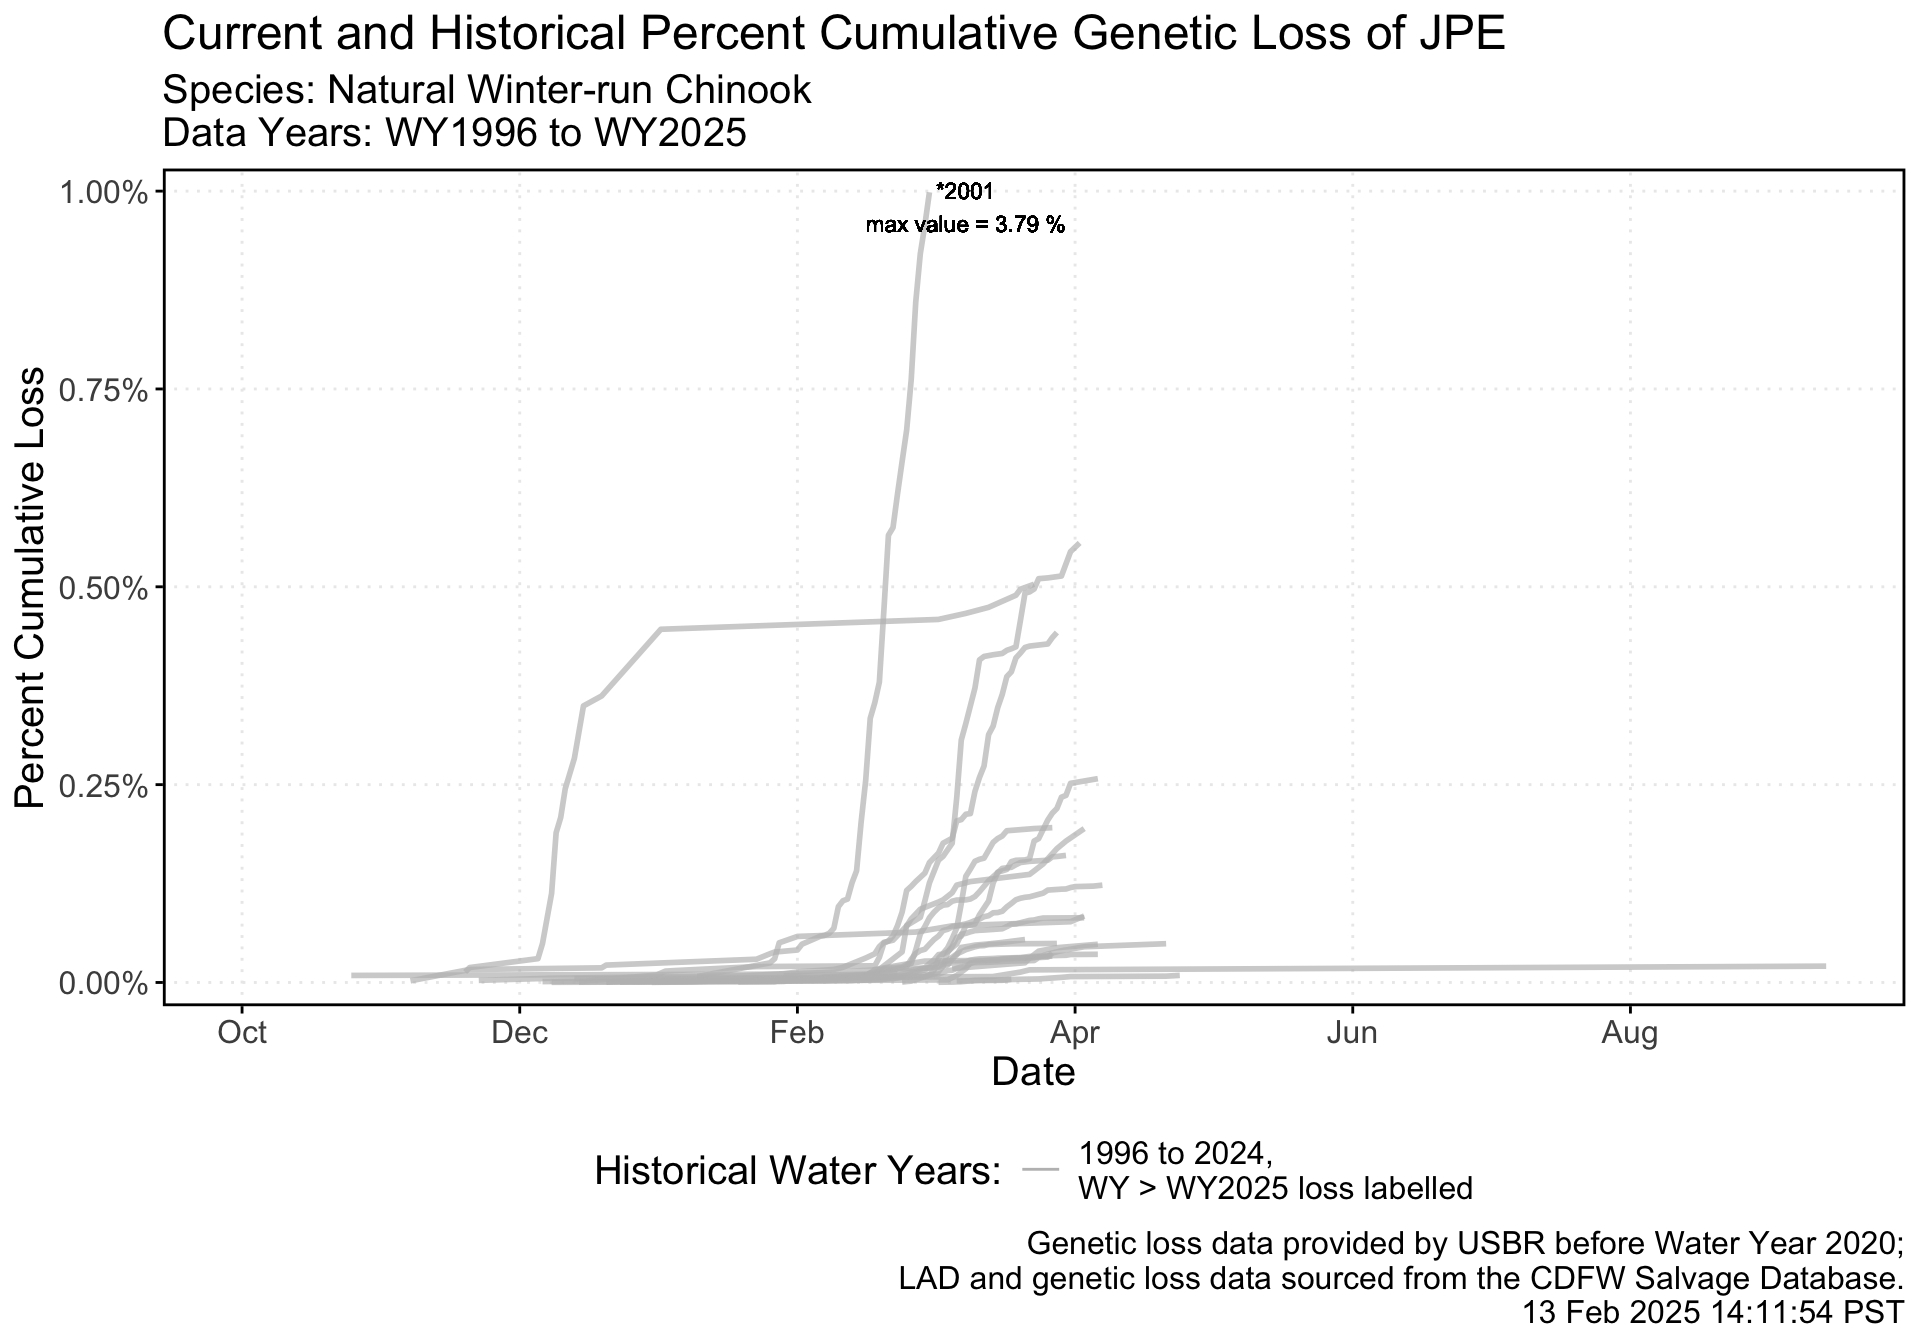 Current and Historical Percent Cumulative Genetic Loss of JPE
Species: Natural Winter-run Chinook
Data Years: WY1996 to WY2025
Percent Cumulative Loss
1.00%
0.75%
0.50%
0.25%
0.00%
*2001
max value = 3.79 %
Oct Dec Feb Apr Jun Aug
Date
Historical Water Years:
1996 to 2024,
WY > WY2025 loss labelled
Genetic loss data provided by USBR before Water Year 2020;
LAD and genetic loss data sourced from the CDFW Salvage Database.
13 Feb 2025 14:11:54 PST